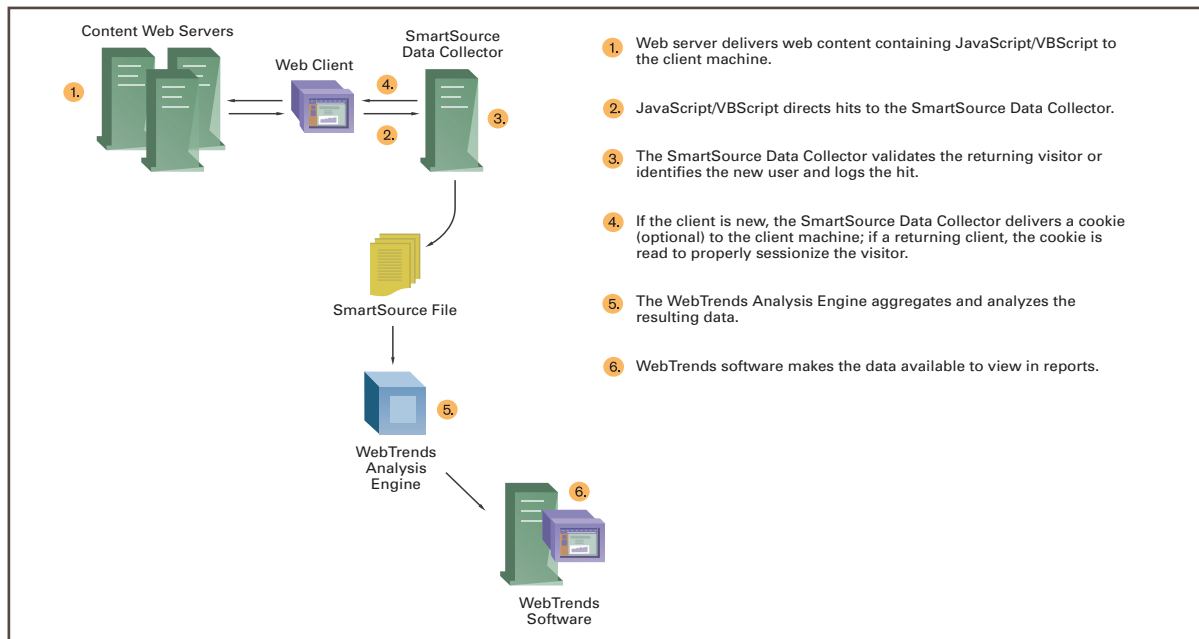 Content Web Servers
SmartSource
Data Collector
Web Client
1.
4.
2.
3.
SmartSource File
5.
WebTrends
Analysis
Engine
6.
WebTrends
Software
1. Web server delivers web content containing JavaScript/VBScript to
the client machine.
2. JavaScript/VBScript directs hits to the SmartSource Data Collector.
3. The SmartSource Data Collector validates the returning visitor or
identifies the new user and logs the hit.
4. If the client is new, the SmartSource Data Collector delivers a cookie
(optional) to the client machine; if a returning client, the cookie is
read to properly sessionize the visitor.
5. The WebTrends Analysis Engine aggregates and analyzes the
resulting data.
6. WebTrends software makes the data available to view in reports.